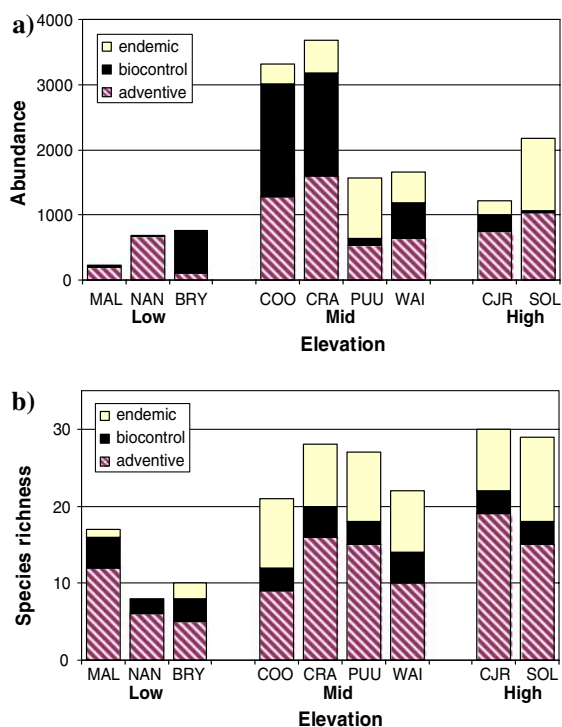 a)
Abundance
4000
3000
2000
1000
0
endemic
biocontrol
adventive
MAL NAN BRY COO CRA PUU WAI CJR SOL
Low Mid High
Elevation
b)
Species richness
30
20
10
0
endemic
biocontrol
adventive
MAL NAN BRY COO CRA PUU WAI CJR SOL
Low Mid High
Elevation